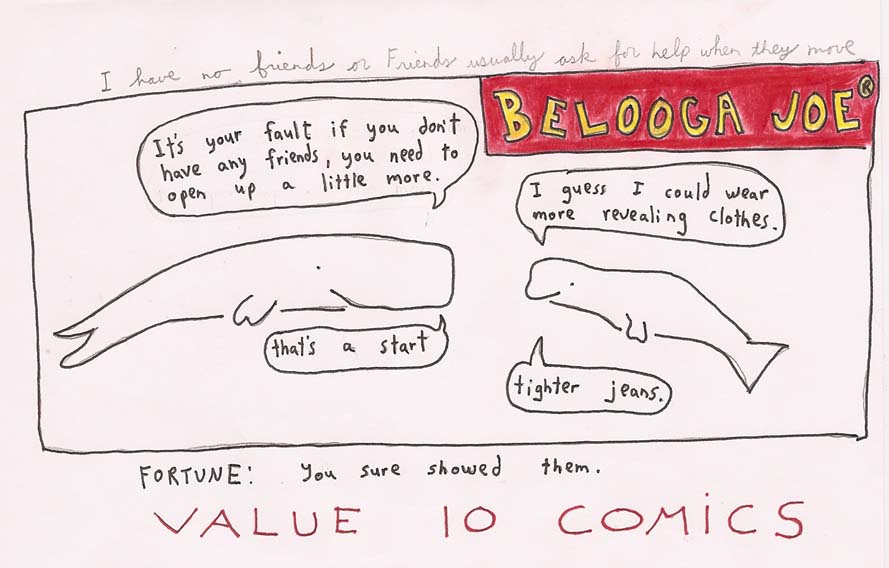 I have no friends or Friends usually ask for help when they move
BELOOGA JOE®
It's your fault if you don't
have any friends, you need to
open up a little more.
I guess I could wear
more revealing clothes.
that's a start
tighter jeans.
FORTUNE: You sure showed them.
VALUE 10 COMICS